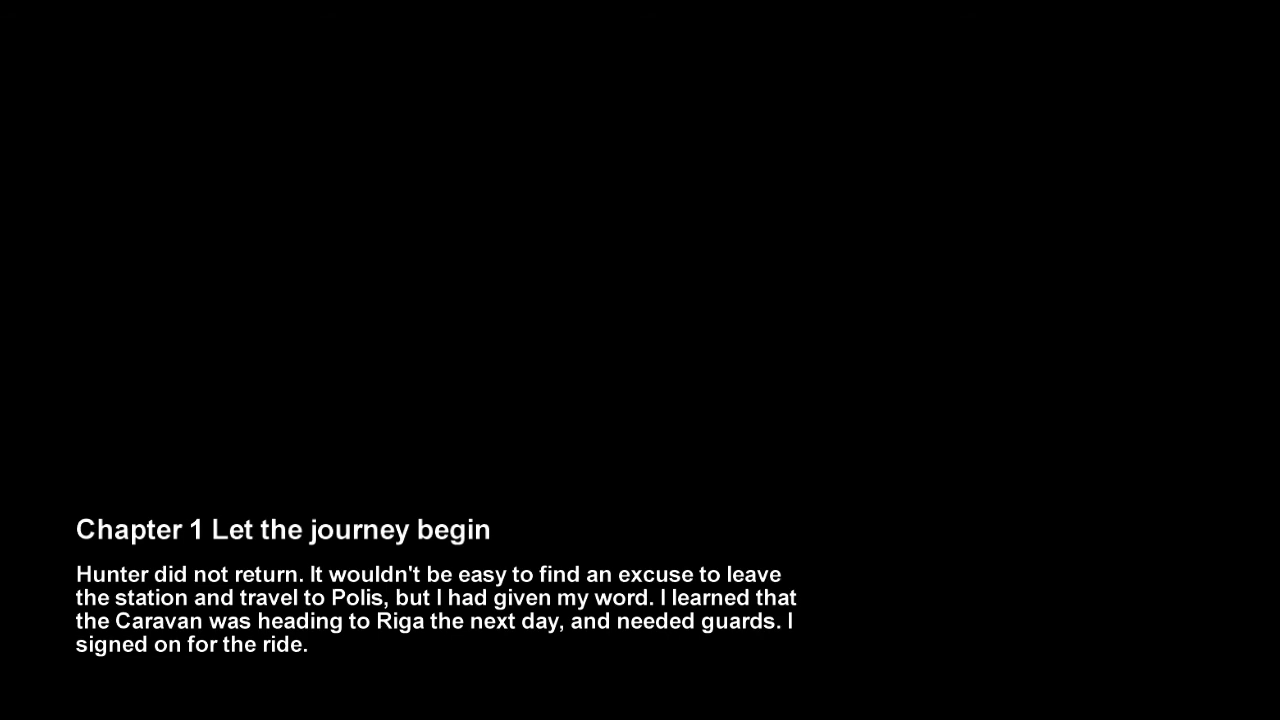 Chapter 1 Let the journey begin
Hunter did not return. It wouldn't be easy to find an excuse to leave
the station and travel to Polis, but I had given my word. I learned that
the Caravan was heading to Riga the next day, and needed guards. I
signed on for the ride.